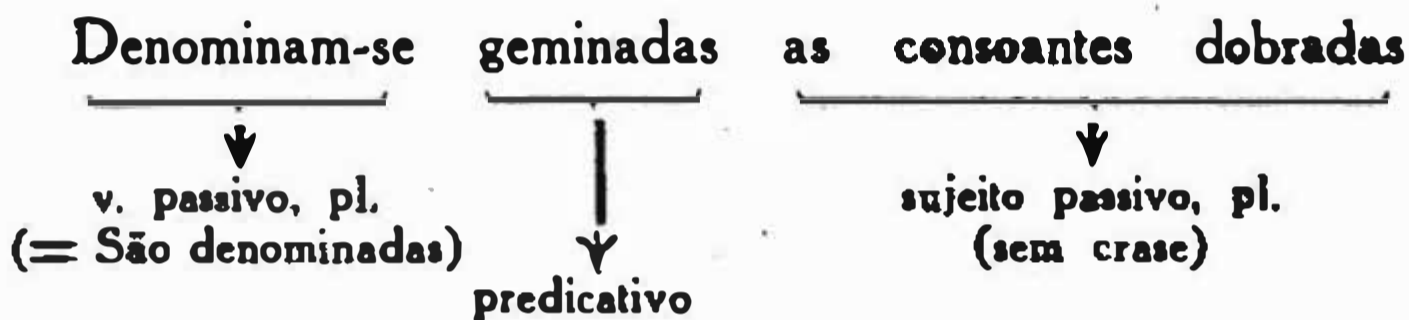 Denominam-se geminadas as consoantes dobradas
v. passivo, pl. sujeito passivo, pl.
(= São denominadas) (sem crase)
predicativo